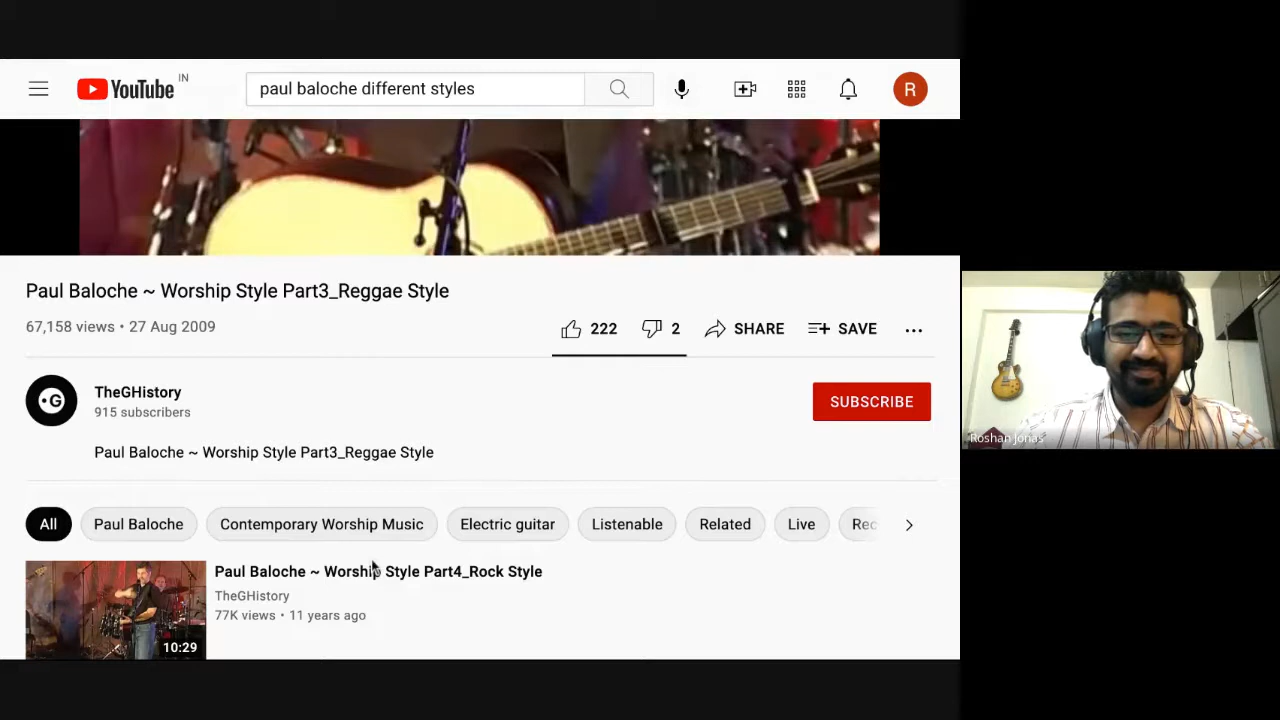 YouTube IN
paul baloche different styles
R
Paul Baloche ~ Worship Style Part3_Reggae Style
67,158 views • 27 Aug 2009
222
2
SHARE
SAVE
G
TheGHistory
915 subscribers
SUBSCRIBE
Paul Baloche ~ Worship Style Part3_Reggae Style
All
Paul Baloche
Contemporary Worship Music
Electric guitar
Listenable
Related
Live
Rec
Paul Baloche ~ Worship Style Part4_Rock Style
TheGHistory
77K views • 11 years ago
10:29
Roshan Jonas